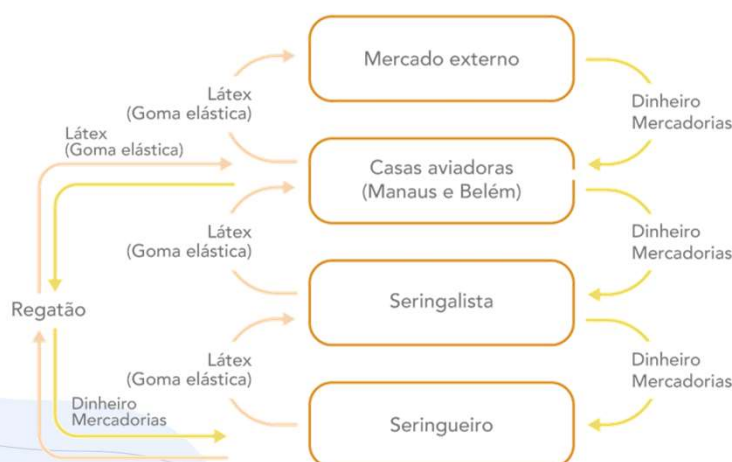 Mercado externo
Látex
(Goma elástica)
Dinheiro
Mercadorias
Látex
(Goma elástica)
Casas aviadoras
(Manaus e Belém)
Látex
(Goma elástica)
Dinheiro
Mercadorias
Regatão
Seringalista
Látex
(Goma elástica)
Dinheiro
Mercadorias
Dinheiro
Mercadorias
Seringueiro